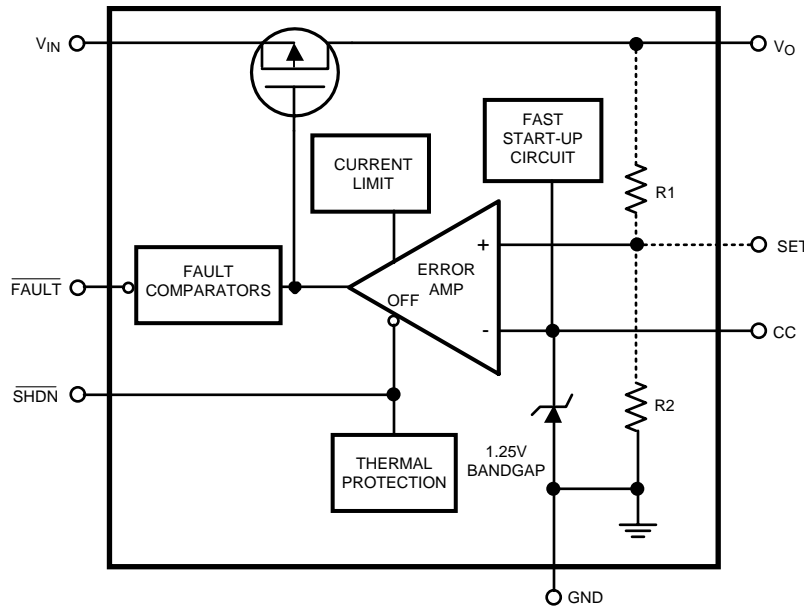 VIN
VO
FAST
START-UP
CIRCUIT
CURRENT
LIMIT
R1
+
SET
FAULT
FAULT
COMPARATORS
ERROR
AMP
OFF
-
CC
SHDN
R2
1.25V
BANDGAP
THERMAL
PROTECTION
GND